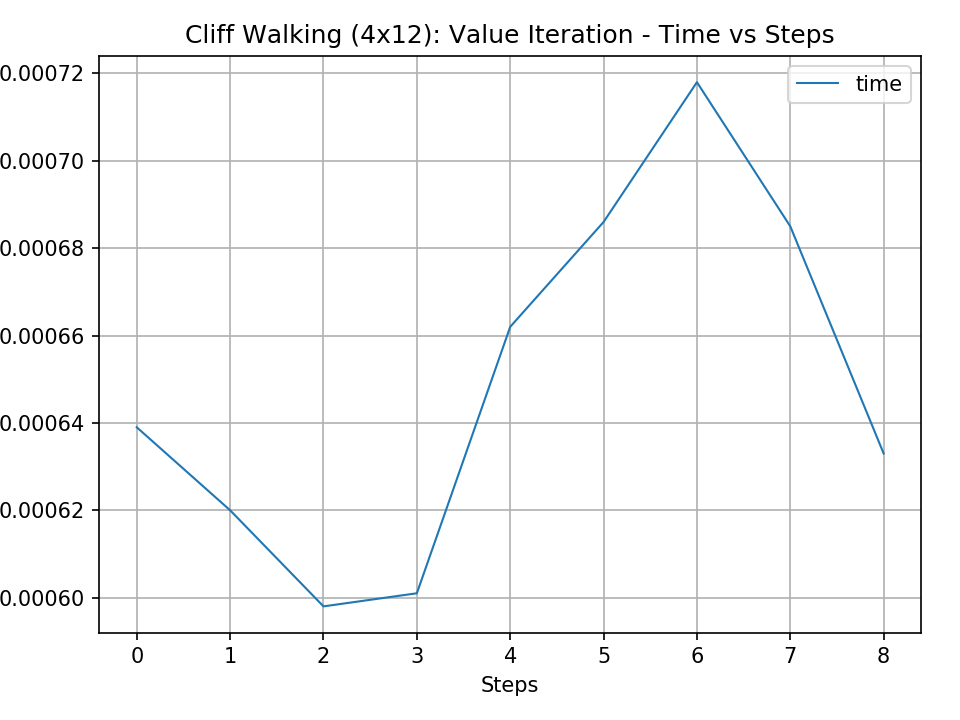 Cliff Walking (4x12): Value Iteration - Time vs Steps
time
0.00072
0.00070
0.00068
0.00066
0.00064
0.00062
0.00060
0 1 2 3 4 5 6 7 8
Steps